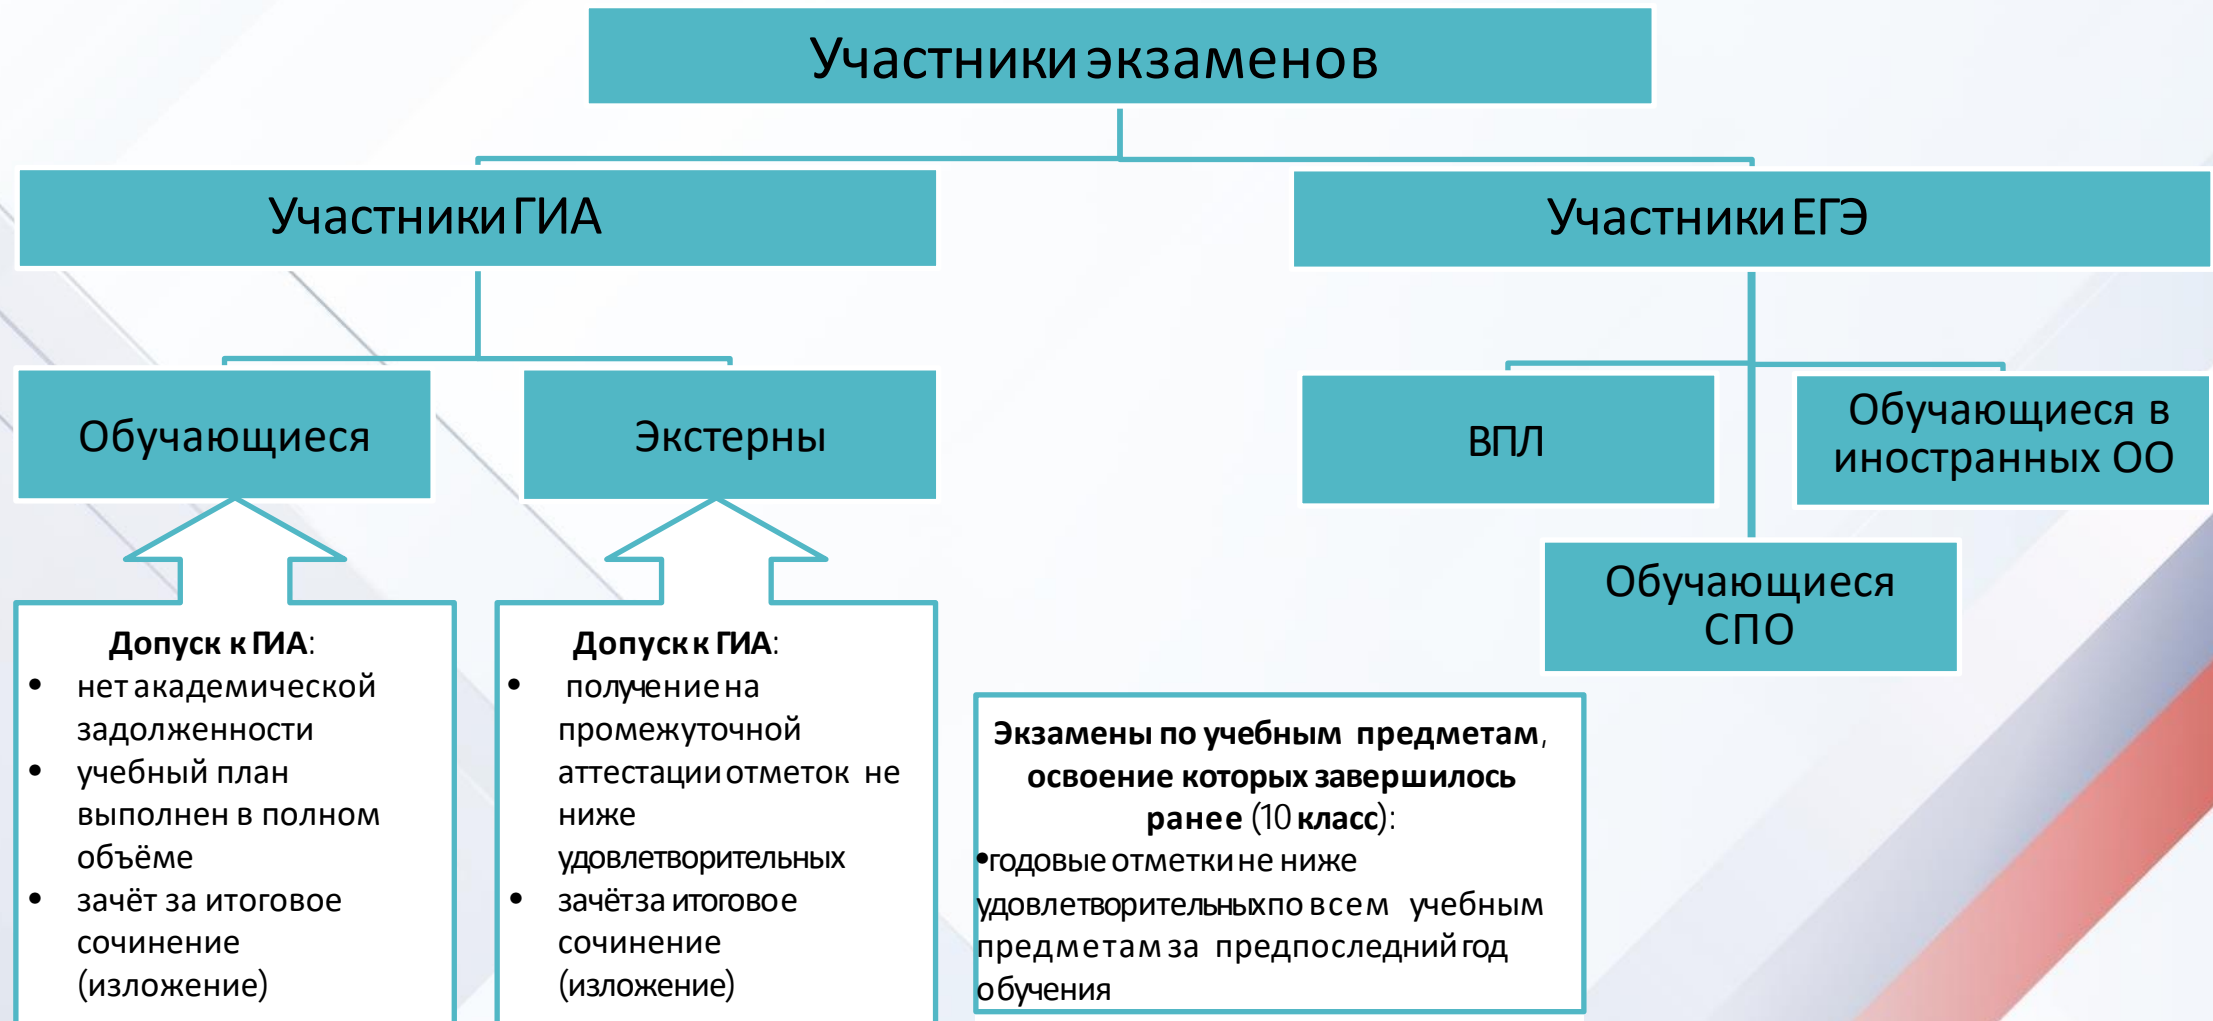 Участники экзаменов
Участники ГИА
Участники ЕГЭ
Обучающиеся
Экстерны
ВПЛ
Обучающиеся в
иностранных ОО
Обучающиеся
СПО
Допуск к ГИА:
• нет академической
задолженности
• учебный план
выполнен в полном
объёме
• зачёт за итоговое
сочинение
(изложение)
Допуск к ГИА:
• получение на
промежуточной
аттестации отметок не
ниже
удовлетворительных
• зачёт за итоговое
сочинение
(изложение)
Экзамены по учебным предметам,
освоение которых завершилось
ранее (10 класс):
•годовые отметки не ниже
удовлетворительных по всем учебным
предметам за предпоследний год
обучения